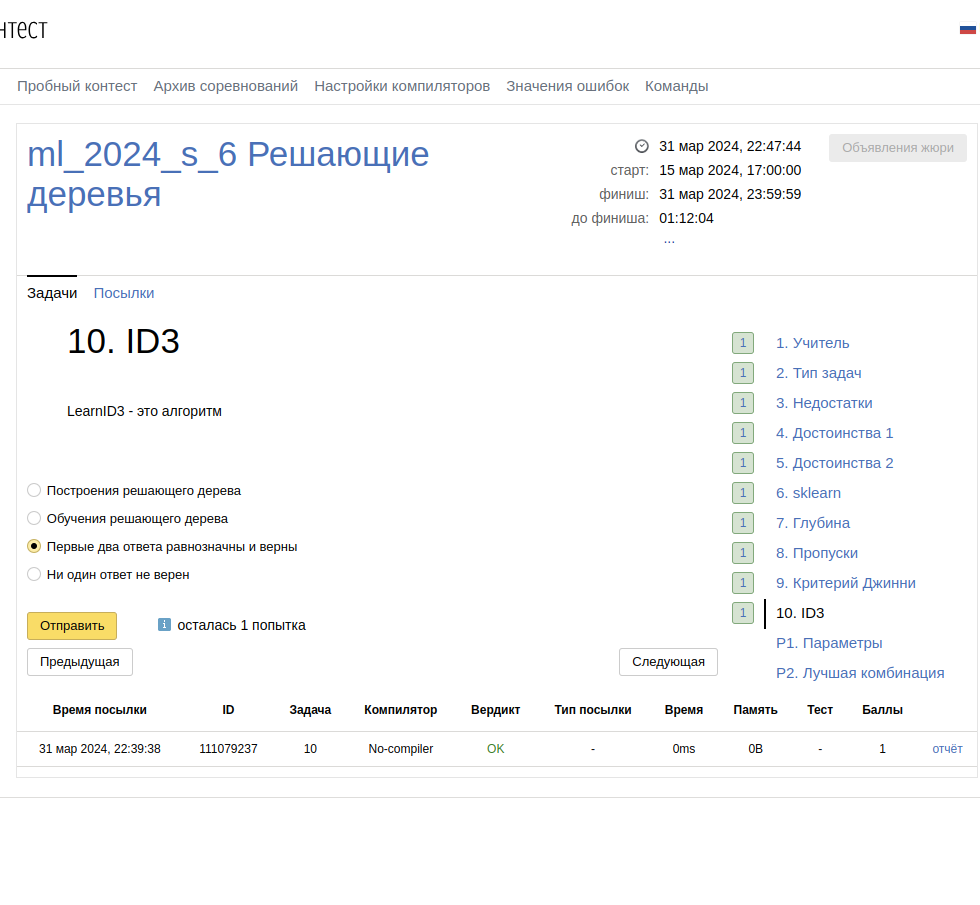 нтест
Пробный контест Архив соревнований Настройки компиляторов Значения ошибок Команды
ml_2024_s_6 Решающие
деревья
31 мар 2024, 22:47:44
старт: 15 мар 2024, 17:00:00
финиш: 31 мар 2024, 23:59:59
до финиша: 01:12:04
...
Объявления жюри
Задачи Посылки
10. ID3
LearnID3 - это алгоритм
Построения решающего дерева
Обучения решающего дерева
Первые два ответа равнозначны и верны
Ни один ответ не верен
Отправить осталась 1 попытка
Предыдущая Следующая
1 1. Учитель
1 2. Тип задач
1 3. Недостатки
1 4. Достоинства 1
1 5. Достоинства 2
1 6. sklearn
1 7. Глубина
1 8. Пропуски
1 9. Критерий Джинни
1 10. ID3
P1. Параметры
P2. Лучшая комбинация
Время посылки ID Задача Компилятор Вердикт Тип посылки Время Память Тест Баллы
31 мар 2024, 22:39:38 111079237 10 No-compiler OK - 0ms 0B - 1 отчёт